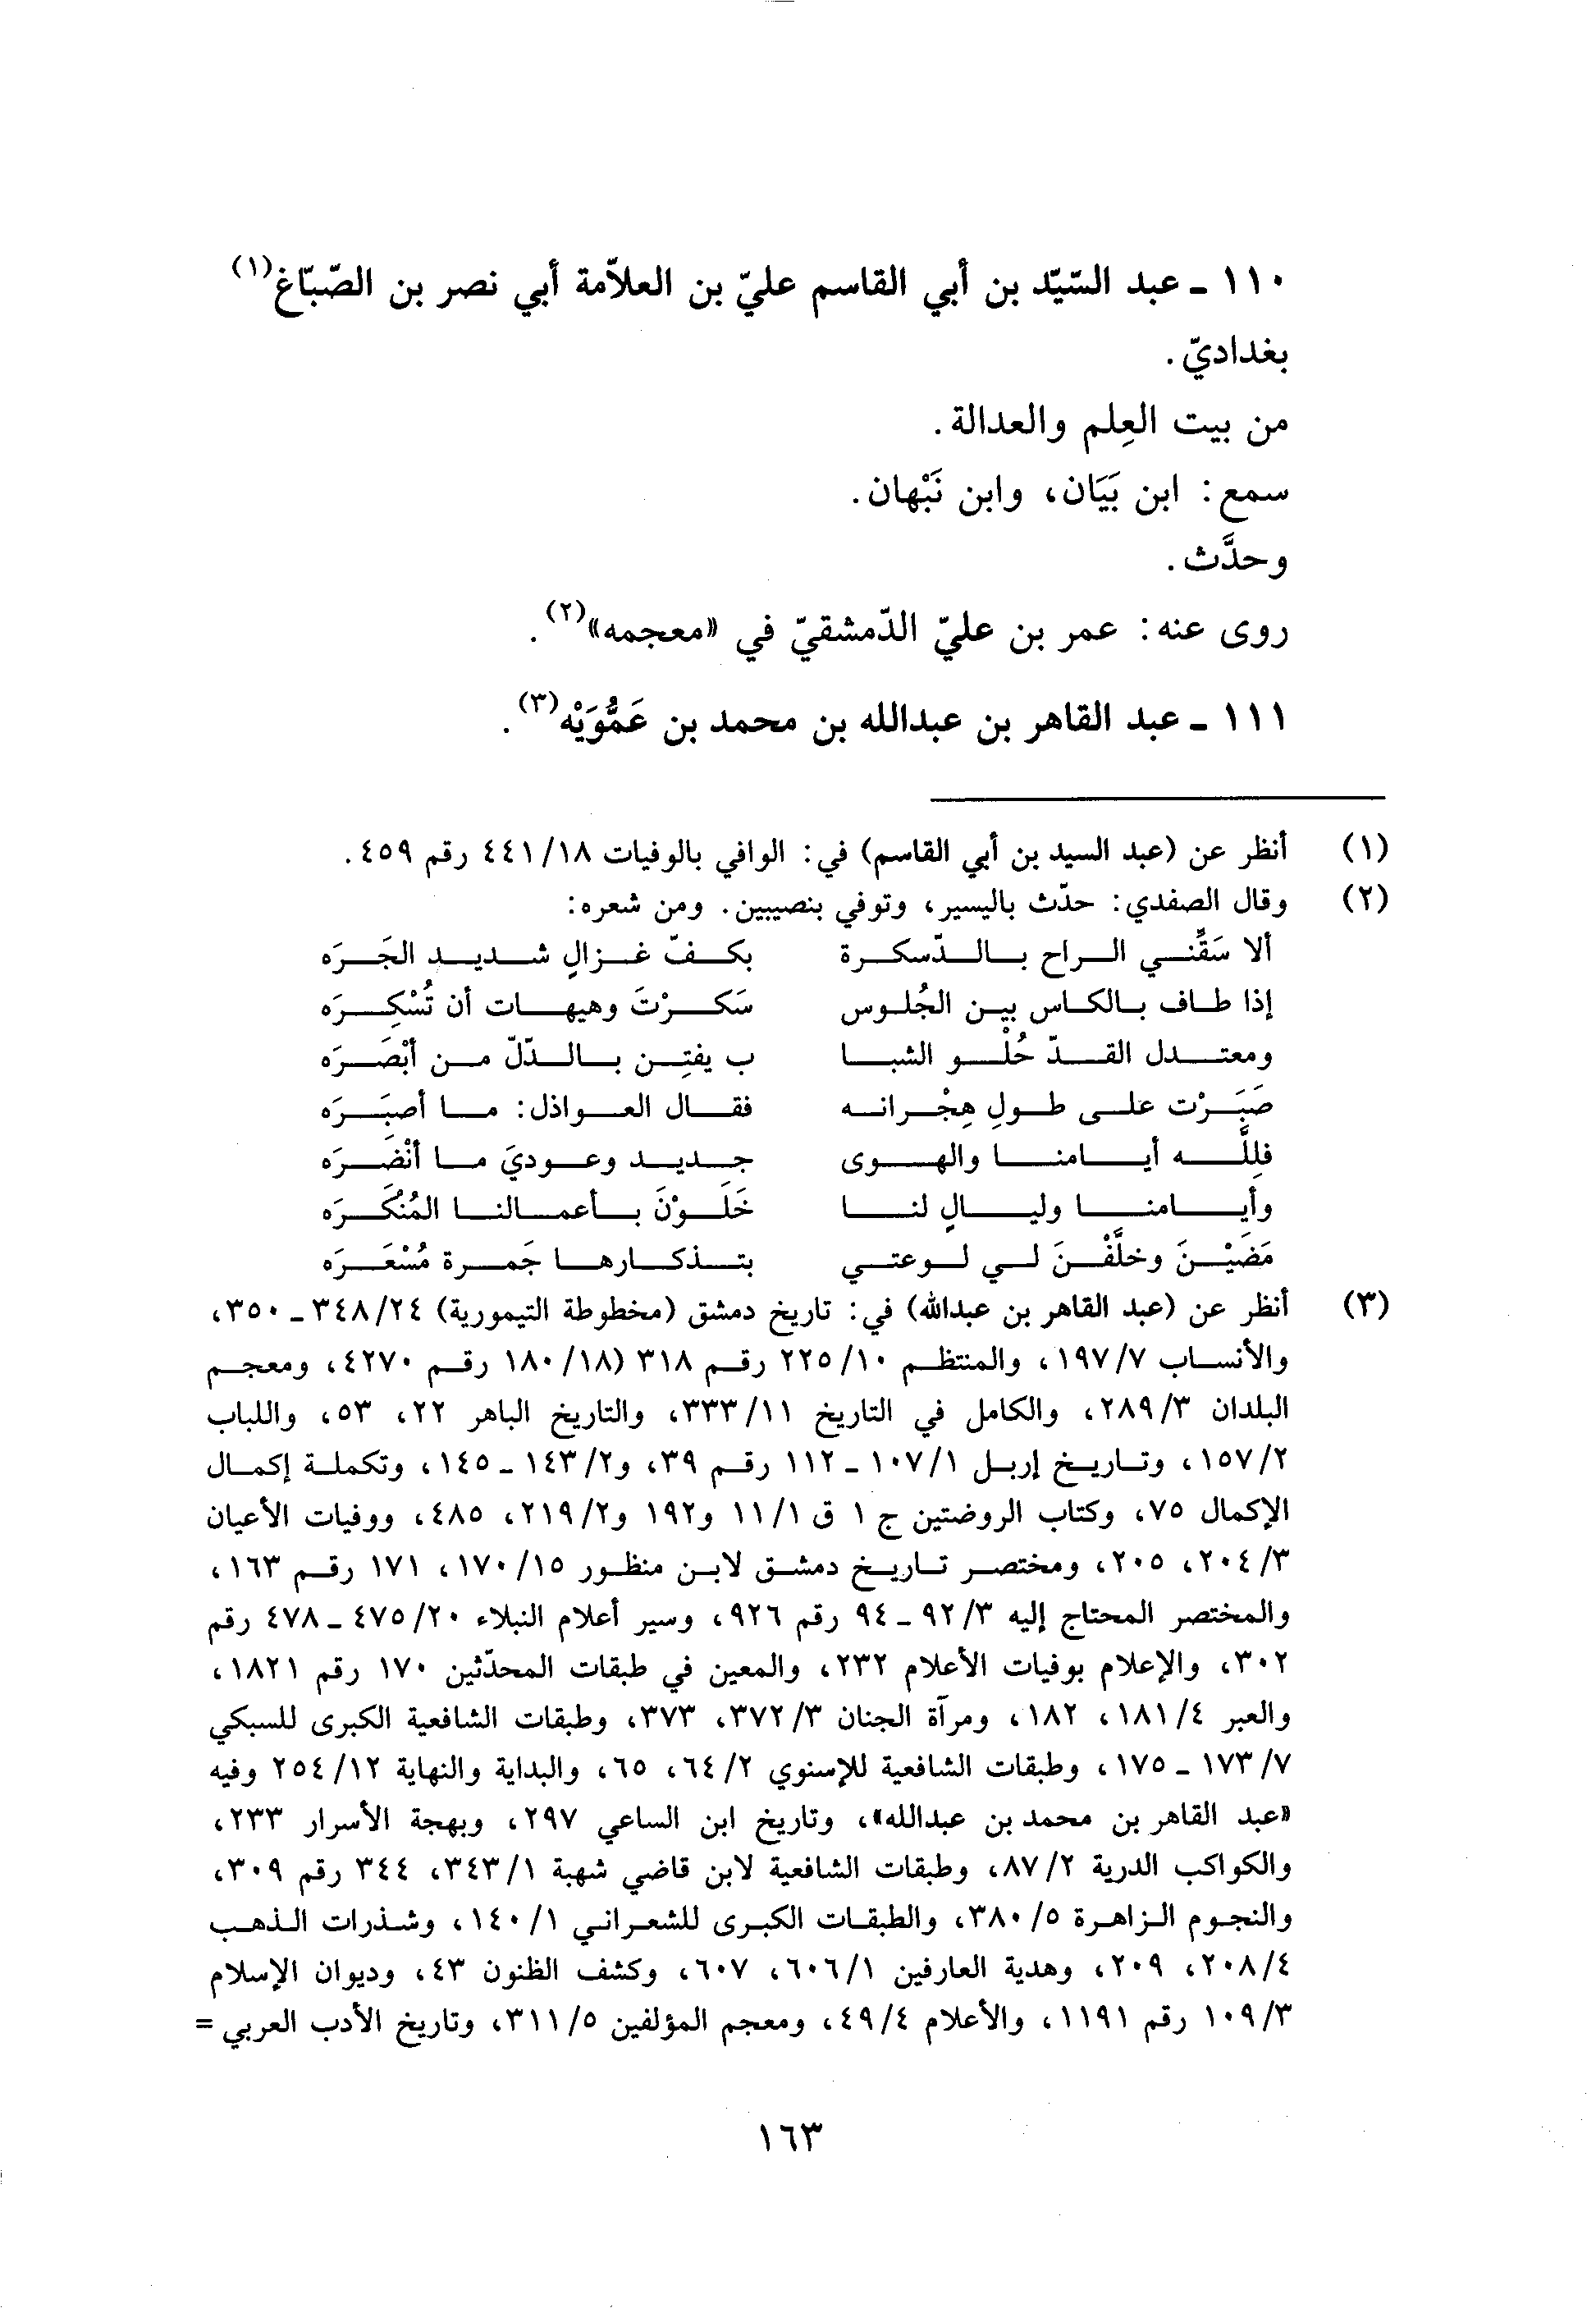 ١١٠ - عبد السّيّد بن أبي القاسم عليّ بن العلاّمة أبي نصر بن الصّبّاغ(١)
بغداديّ.
من بيت العِلم والعدالة.
سمع: ابن بَيَان، وابن نَبْهان.
وحدَّث.
روى عنه: عمر بن عليّ الدّمشقيّ في «معجمه»(٢).
١١١ - عبد القاهر بن عبدالله بن محمد بن عَمُّوَيْه(٣).
(١) أنظر عن (عبد السيد بن أبي القاسم) في: الوافي بالوفيات ٤٤١/١٨ رقم ٤٥٩.
(٢) وقال الصفدي: حدّث باليسير، وتوفي بنصيبين. ومن شعره:
ألا سَقِّني الراح بالدّسكرة بكفّ غزالٍ شديد الجَرَه
إذا طاف بالكاس بين الجُلوس سَكرْتَ وهيهات أن تُسْكِرَه
ومعتدل القدّ حُلْو الشبا ب يفتِن بالدّلّ من أبْصَرَه
صَبَرْت على طولِ هِجْرانه فقال العواذل: ما أصبَرَه
فللَّه أيامنا والهوى جديد وعوديَ ما أنْضَرَه
وأيامنا وليالٍ لنا خَلَوْنَ بأعمالنا المُنْكَرَه
مَضَيْنَ وخلَّفْنَ لي لوعتي بتذكارها جَمرة مُسْعَرَه
(٣) أنظر عن (عبد القاهر بن عبدالله) في: تاريخ دمشق (مخطوطة التيمورية) ٣٤٨/٢٤ - ٣٥٠،
والأنساب ١٩٧/٧، والمنتظم ٢٢٥/١٠ رقم ٣١٨ (١٨٠/١٨ رقم ٤٢٧٠، ومعجم
البلدان ٢٨٩/٣، والكامل في التاريخ ٣٣٣/١١، والتاريخ الباهر ٢٢، ٥٣، واللباب
١٥٧/٢، وتاريخ إربل ١٠٧/١ - ١١٢ رقم ٣٩، و١٤٣/٢ - ١٤٥، وتكملة إكمال
الإكمال ٧٥، وكتاب الروضتين ج ١ ق ١١/١ و١٩٢ و٢١٩/٢، ٤٨٥، ووفيات الأعيان
٢٠٤/٣، ٢٠٥، ومختصر تاريخ دمشق لابن منظور ١٧٠/١٥، ١٧١ رقم ١٦٣،
والمختصر المحتاج إليه ٩٢/٣ - ٩٤ رقم ٩٢٦، وسير أعلام النبلاء ٤٧٥/٢٠ - ٤٧٨ رقم
٣٠٢، والإعلام بوفيات الأعلام ٢٣٢، والمعين في طبقات المحدّثين ١٧٠ رقم ١٨٢١،
والعبر ١٨١/٤، ١٨٢، ومرآة الجنان ٣٧٢/٣، ٣٧٣، وطبقات الشافعية الكبرى للسبكي
١٧٣/٧ - ١٧٥، وطبقات الشافعية للإسنوي ٦٤/٢، ٦٥، والبداية والنهاية ٢٥٤/١٢ وفيه
«عبد القاهر بن محمد بن عبدالله»، وتاريخ ابن الساعي ٢٩٧، وبهجة الأسرار ٢٣٣،
والكواكب الدرية ٨٧/٢، وطبقات الشافعية لابن قاضي شهبة ٣٤٣/١، ٣٤٤ رقم ٣٠٩،
والنجوم الزاهرة ٣٨٠/٥، والطبقات الكبرى للشعراني ١٤٠/١، وشذرات الذهب
٢٠٨/٤، ٢٠٩، وهدية العارفين ٦٠٦/١، ٦٠٧، وكشف الظنون ٤٣، وديوان الإسلام
١٠٩/٣ رقم ١١٩١، والأعلام ٤٩/٤، ومعجم المؤلفين ٣١١/٥، وتاريخ الأدب العربي =
١٦٣